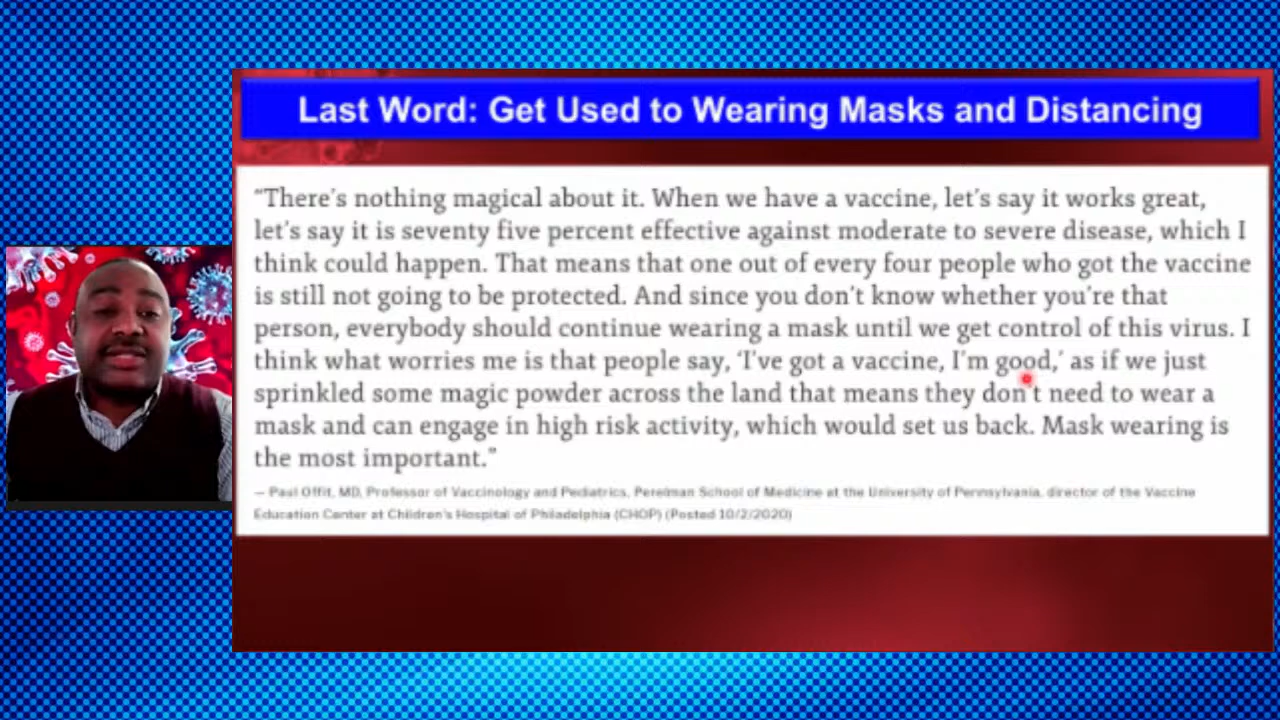 Last Word: Get Used to Wearing Masks and Distancing
“There’s nothing magical about it. When we have a vaccine, let’s say it works great,
let’s say it is seventy five percent effective against moderate to severe disease, which I
think could happen. That means that one out of every four people who got the vaccine
is still not going to be protected. And since you don’t know whether you’re that
person, everybody should continue wearing a mask until we get control of this virus. I
think what worries me is that people say, ‘I’ve got a vaccine, I’m good,’ as if we just
sprinkled some magic powder across the land that means they don’t need to wear a
mask and can engage in high risk activity, which would set us back. Mask wearing is
the most important.”
— Paul Offit, MD, Professor of Vaccinology and Pediatrics, Perelman School of Medicine at the University of Pennsylvania, director of the Vaccine
Education Center at Children's Hospital of Philadelphia (CHOP) (Posted 10/2/2020)